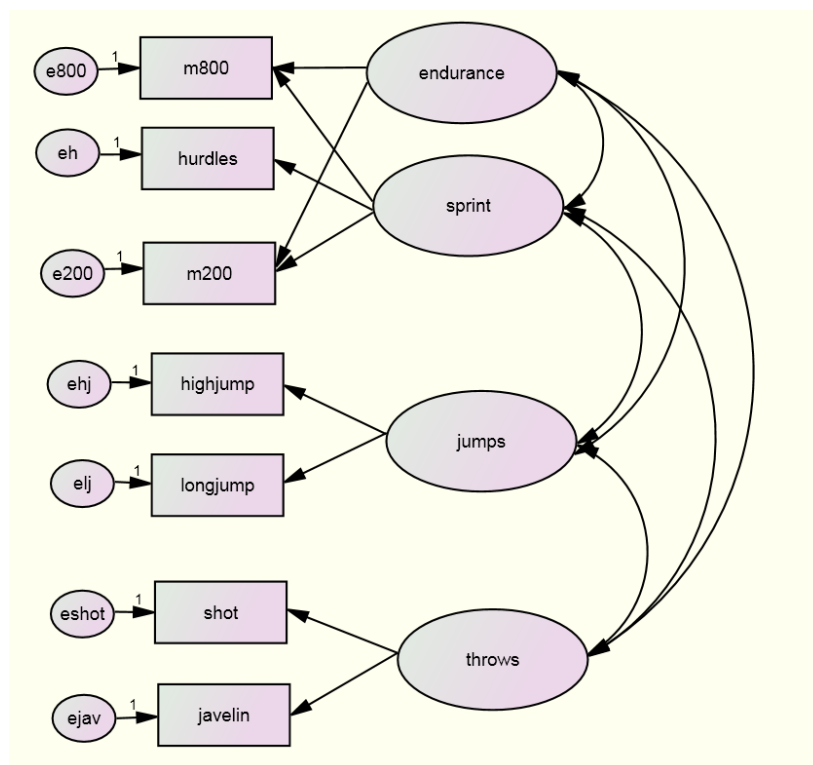 e800
1
m800
endurance
eh
1
hurdles
sprint
e200
1
m200
ehj
1
highjump
jumps
elj
1
longjump
eshot
1
shot
throws
ejav
1
javelin